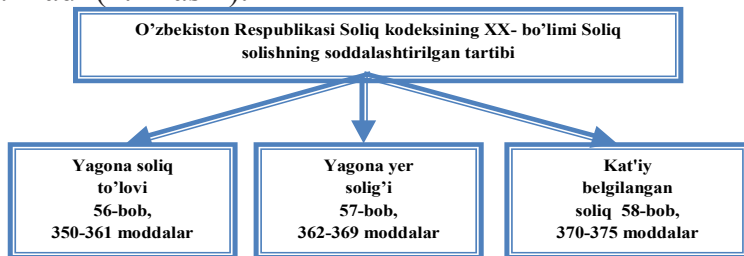 O’zbekiston Respublikasi Soliq kodeksining XX- bo’limi Soliq
solishning soddalashtirilgan tartibi
Yagona soliq
to’lovi
56-bob,
350-361 moddalar
Yagona yer
solig’i
57-bob,
362-369 moddalar
Kat'iy
belgilangan
soliq 58-bob,
370-375 moddalar